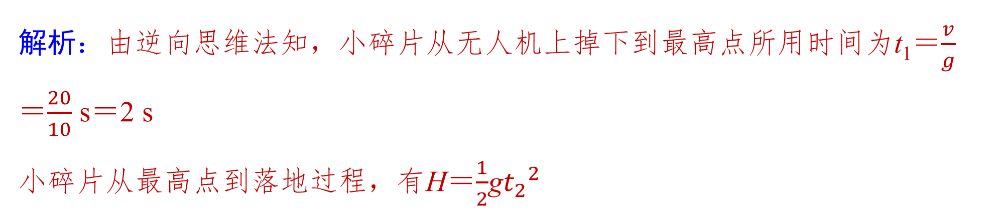 解析：由逆向思维法知，小碎片从无人机上掉下到最高点所用时间为t₁＝v/g
＝20/10 s＝2 s
小碎片从最高点到落地过程，有H＝1/2gt₂²